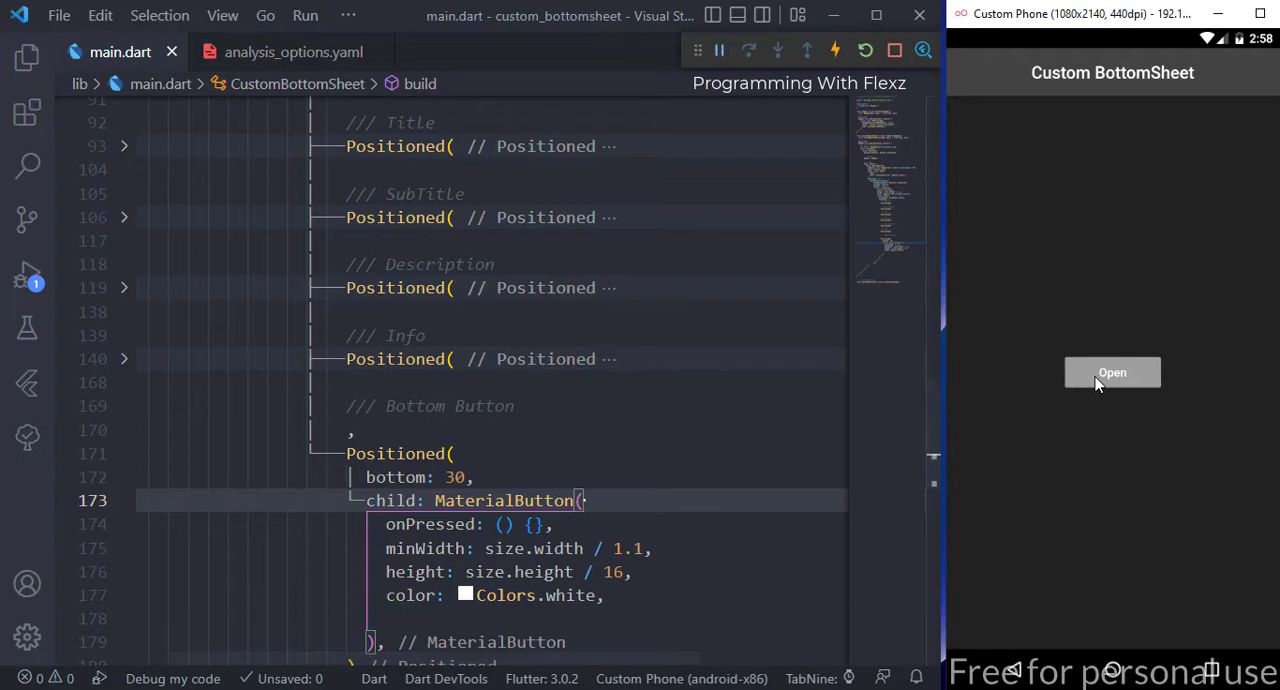 File Edit Selection View Go Run ··· main.dart - custom_bottomsheet - Visual St...
main.dart analysis_options.yaml
lib > main.dart > CustomBottomSheet > build Programming With Flexz
91
92 /// Title
93 Positioned( // Positioned ···
104
105 /// SubTitle
106 Positioned( // Positioned ···
117
118 /// Description
119 Positioned( // Positioned ···
138
139 /// Info
140 Positioned( // Positioned ···
168
169 /// Bottom Button
170 ,
171 Positioned(
172 bottom: 30,
173 child: MaterialButton(
174 onPressed: () {},
175 minWidth: size.width / 1.1,
176 height: size.height / 16,
177 color: Colors.white,
178
179 ), // MaterialButton
180 ) // Positioned
1
0 0 Debug my code Unsaved: 0 Dart Dart DevTools Flutter: 3.0.2 Custom Phone (android-x86) TabNine:
Custom Phone (1080x2140, 440dpi) - 192.1...
2:58
Custom BottomSheet
Open
Free for personal use